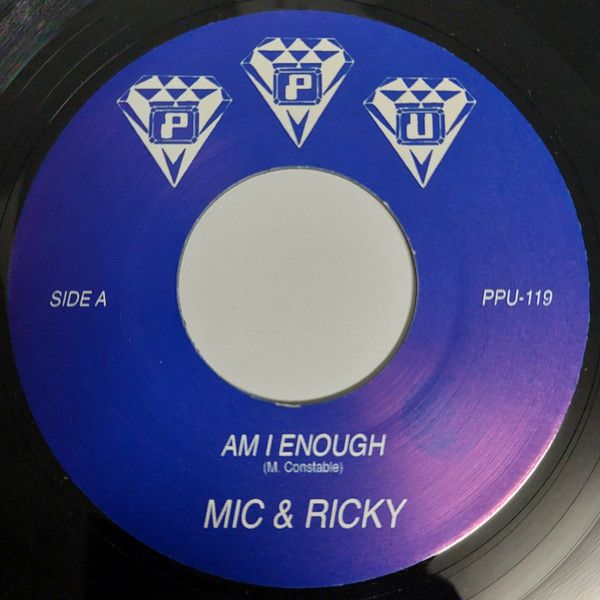 P P U
SIDE A
PPU-119
AM I ENOUGH
(M. Constable)
MIC & RICKY